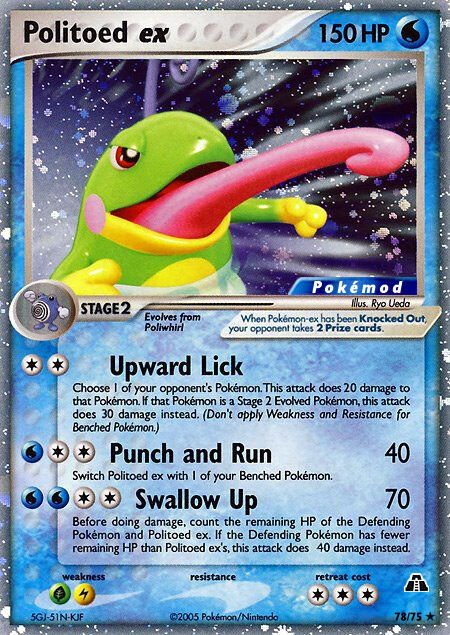 Politoed ex 150 HP
Pokémod
Illus. Ryo Ueda
STAGE2
Evolves from
Poliwhirl
When Pokémon-ex has been Knocked Out,
your opponent takes 2 Prize cards.
Upward Lick
Choose 1 of your opponent's Pokémon. This attack does 20 damage to
that Pokémon. If that Pokémon is a Stage 2 Evolved Pokémon, this attack
does 30 damage instead. (Don't apply Weakness and Resistance for
Benched Pokémon.)
Punch and Run 40
Switch Politoed ex with 1 of your Benched Pokémon.
Swallow Up 70
Before doing damage, count the remaining HP of the Defending
Pokémon and Politoed ex. If the Defending Pokémon has fewer
remaining HP than Politoed ex's, this attack does 40 damage instead.
weakness resistance retreat cost
5GJ-51N-KJF ©2005 Pokémon/Nintendo 78/75 ★